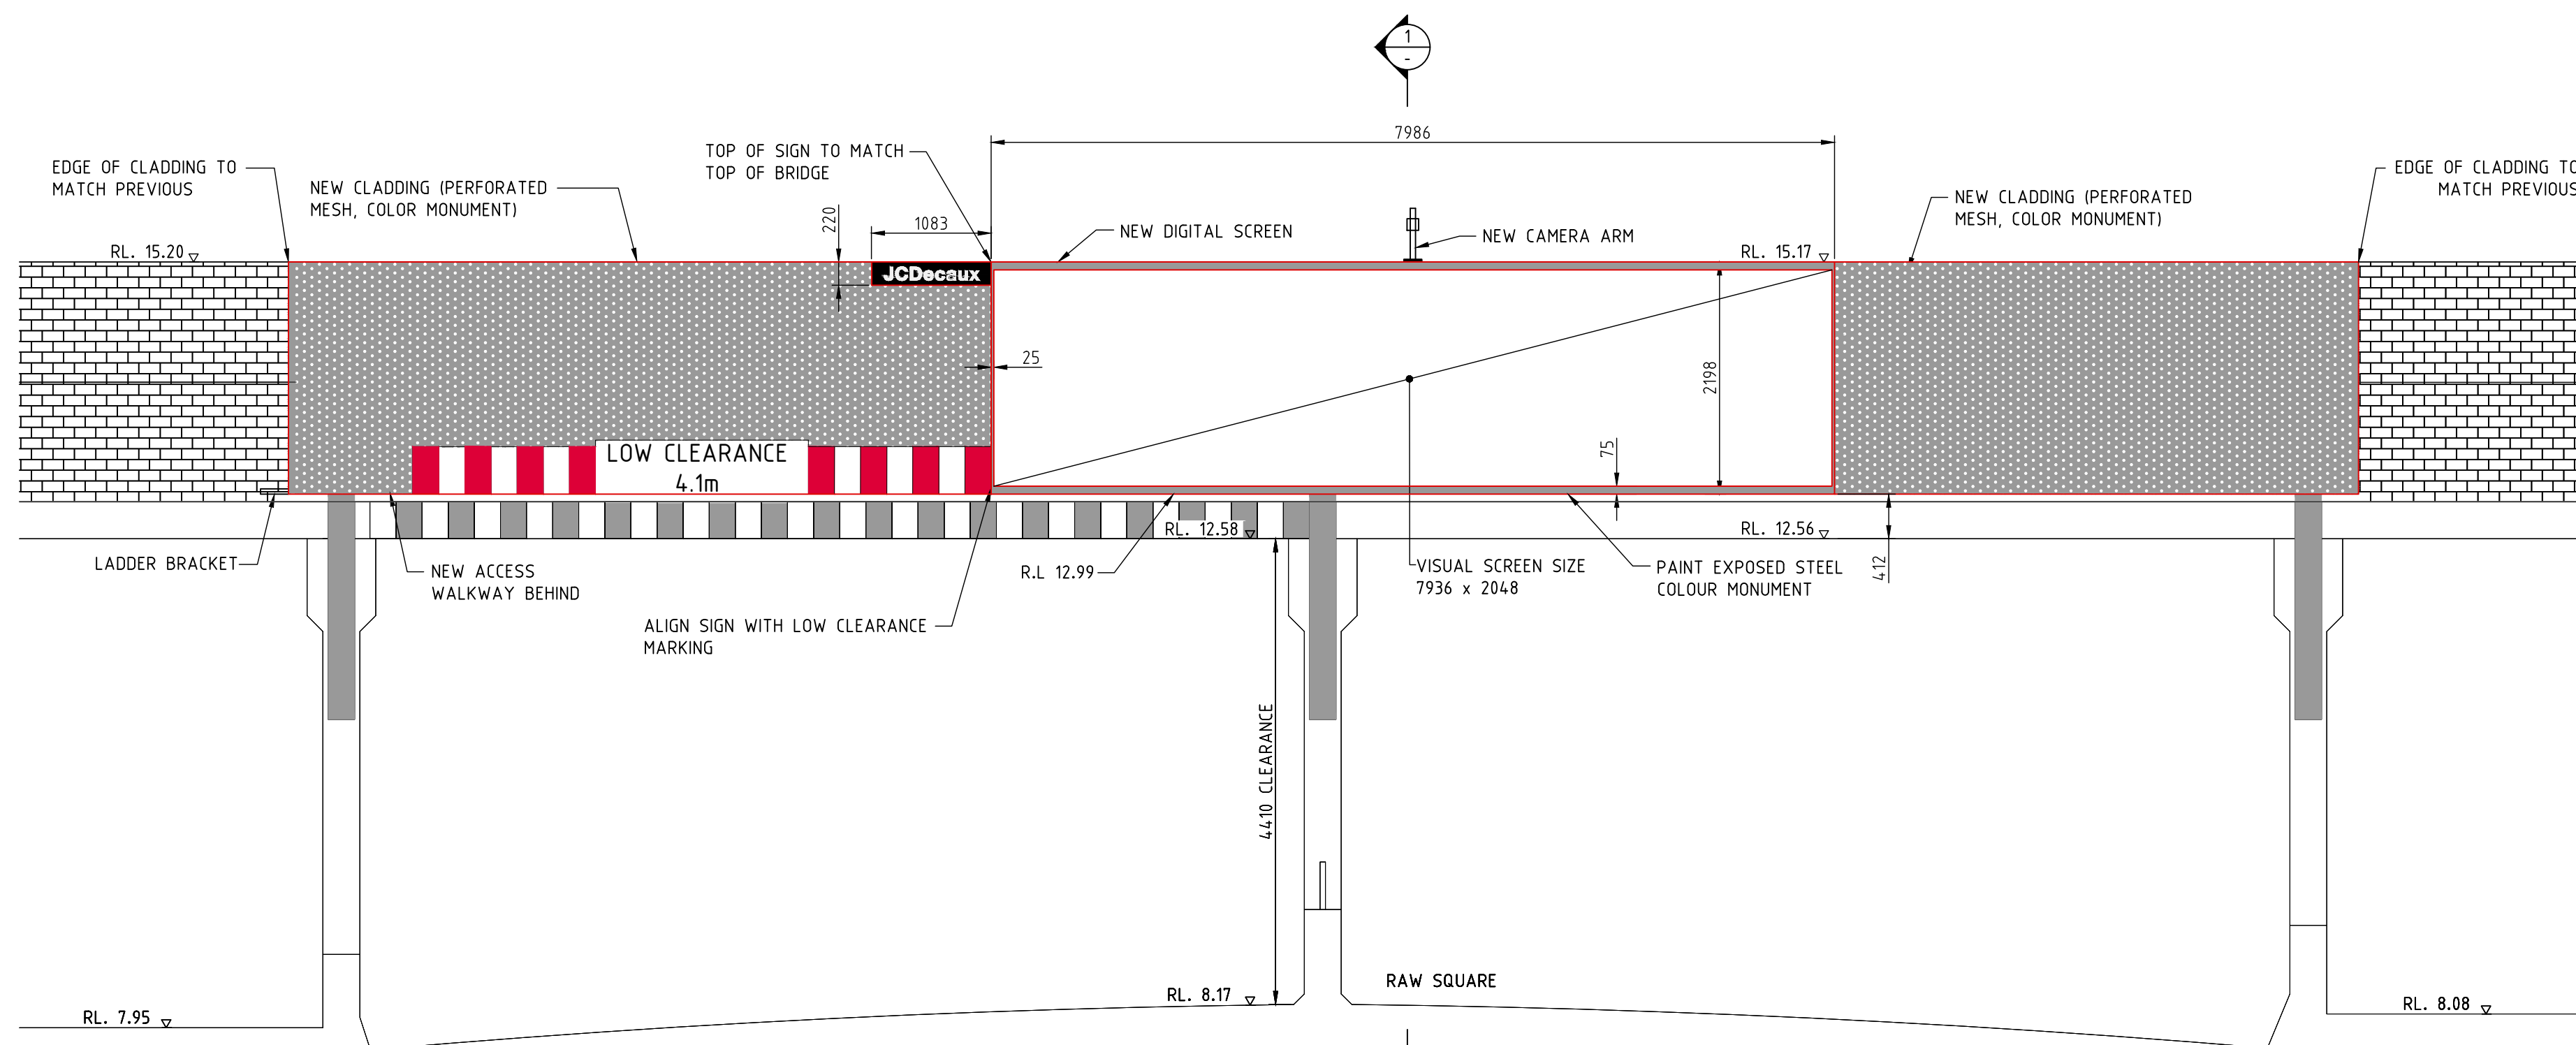 1
-
7986
TOP OF SIGN TO MATCH
TOP OF BRIDGE
EDGE OF CLADDING TO
MATCH PREVIOUS
NEW CLADDING (PERFORATED
MESH, COLOR MONUMENT)
220
1083
NEW DIGITAL SCREEN
NEW CAMERA ARM
NEW CLADDING (PERFORATED
MESH, COLOR MONUMENT)
EDGE OF CLADDING TO
MATCH PREVIOUS
RL. 15.20
RL. 15.17
JCDecaux
25
2198
75
LOW CLEARANCE
4.1m
RL. 12.58
RL. 12.56
412
LADDER BRACKET
NEW ACCESS
WALKWAY BEHIND
R.L 12.99
VISUAL SCREEN SIZE
7936 x 2048
PAINT EXPOSED STEEL
COLOUR MONUMENT
ALIGN SIGN WITH LOW CLEARANCE
MARKING
4410 CLEARANCE
RAW SQUARE
RL. 8.17
RL. 7.95
RL. 8.08